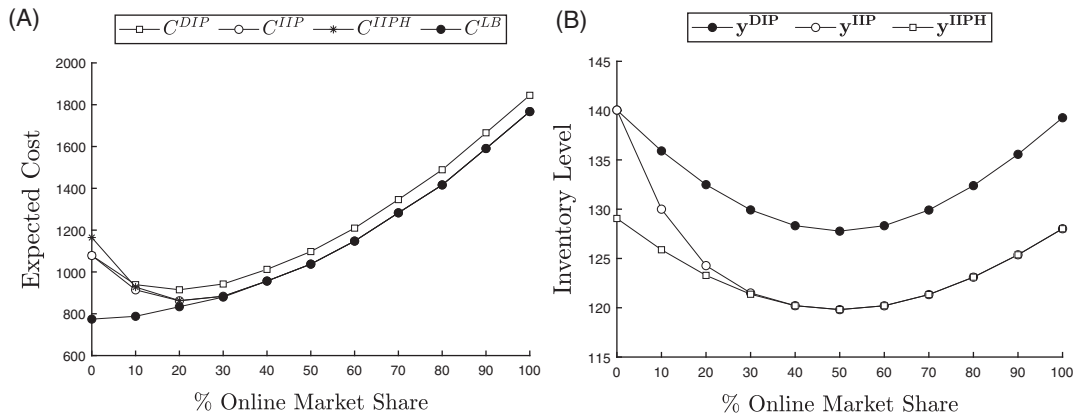 (A)
C^{DIP} C^{IIP} C^{IIPH} C^{LB}
2000
1800
1600
1400
1200
1000
800
600
Expected Cost
0 10 20 30 40 50 60 70 80 90 100
% Online Market Share
(B)
y^{DIP} y^{IIP} y^{IIPH}
145
140
135
130
125
120
115
Inventory Level
0 10 20 30 40 50 60 70 80 90 100
% Online Market Share